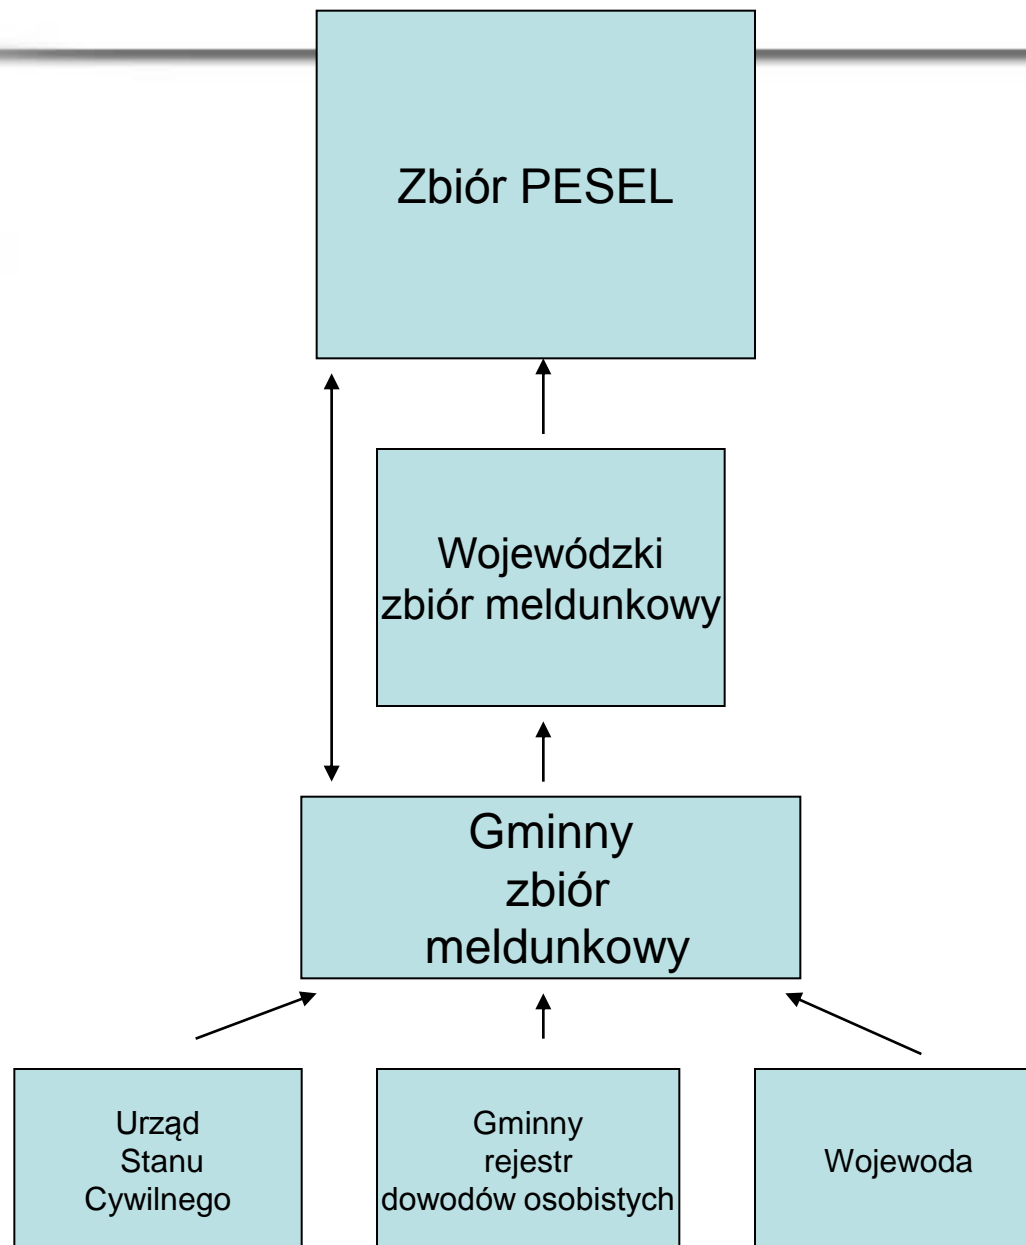 Zbiór PESEL
Wojewódzki
zbiór meldunkowy
Gminny
zbiór
meldunkowy
Urząd
Stanu
Cywilnego
Gminny
rejestr
dowodów osobistych
Wojewoda